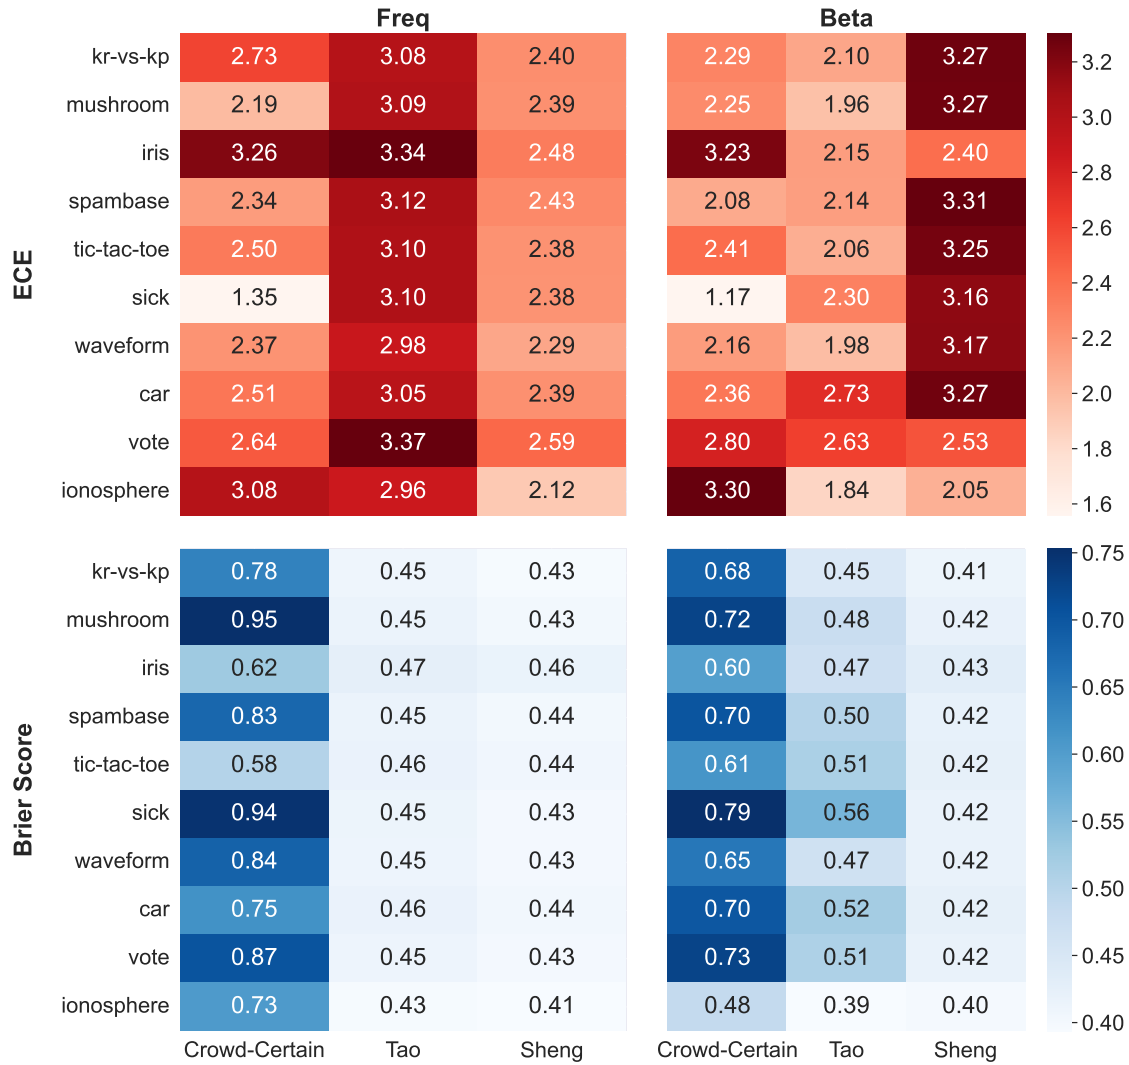 Freq Beta
kr-vs-kp 2.73 3.08 2.40 2.29 2.10 3.27
mushroom 2.19 3.09 2.39 2.25 1.96 3.27
iris 3.26 3.34 2.48 3.23 2.15 2.40
spambase 2.34 3.12 2.43 2.08 2.14 3.31
tic-tac-toe 2.50 3.10 2.38 2.41 2.06 3.25
sick 1.35 3.10 2.38 1.17 2.30 3.16
waveform 2.37 2.98 2.29 2.16 1.98 3.17
car 2.51 3.05 2.39 2.36 2.73 3.27
vote 2.64 3.37 2.59 2.80 2.63 2.53
ionosphere 3.08 2.96 2.12 3.30 1.84 2.05
ECE
3.2
3.0
2.8
2.6
2.4
2.2
2.0
1.8
1.6
kr-vs-kp 0.78 0.45 0.43 0.68 0.45 0.41
mushroom 0.95 0.45 0.43 0.72 0.48 0.42
iris 0.62 0.47 0.46 0.60 0.47 0.43
spambase 0.83 0.45 0.44 0.70 0.50 0.42
tic-tac-toe 0.58 0.46 0.44 0.61 0.51 0.42
sick 0.94 0.45 0.43 0.79 0.56 0.42
waveform 0.84 0.45 0.43 0.65 0.47 0.42
car 0.75 0.46 0.44 0.70 0.52 0.42
vote 0.87 0.45 0.43 0.73 0.51 0.42
ionosphere 0.73 0.43 0.41 0.48 0.39 0.40
Brier Score
0.75
0.70
0.65
0.60
0.55
0.50
0.45
0.40
Crowd-Certain Tao Sheng Crowd-Certain Tao Sheng